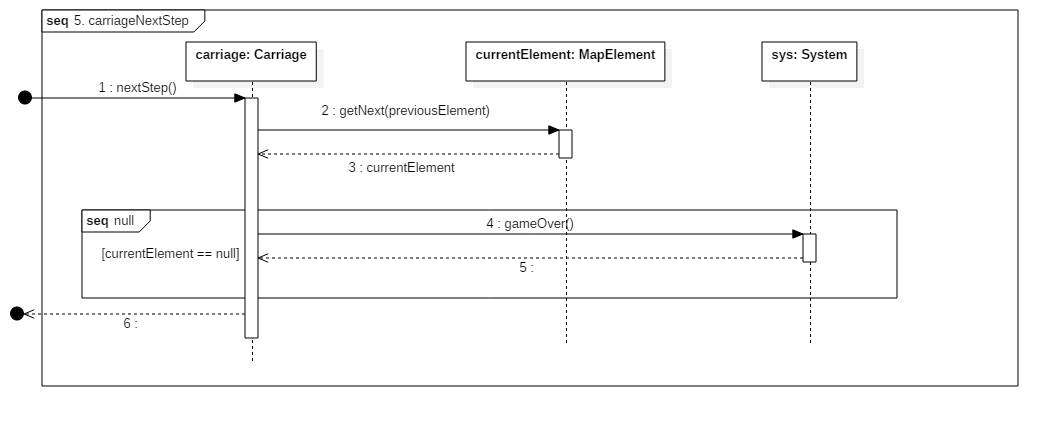 seq 5. carriageNextStep
carriage: Carriage
currentElement: MapElement
sys: System
1 : nextStep()
2 : getNext(previousElement)
3 : currentElement
seq null
4 : gameOver()
[currentElement == null]
5 :
6 :